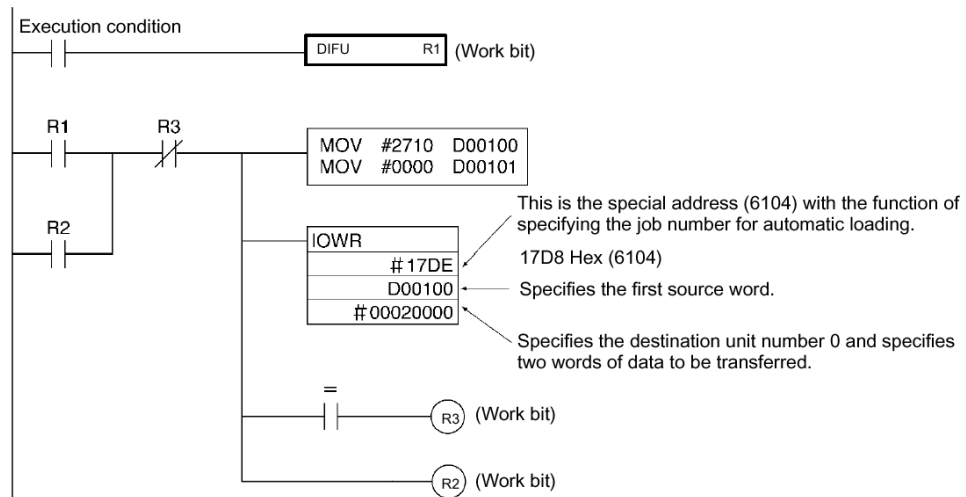 Execution condition
DIFU R1 (Work bit)
R1 R3
MOV #2710 D00100
MOV #0000 D00101
This is the special address (6104) with the function of
specifying the job number for automatic loading.
R2
IOWR
#17DE
17D8 Hex (6104)
D00100
Specifies the first source word.
#00020000
Specifies the destination unit number 0 and specifies
two words of data to be transferred.
=
R3 (Work bit)
R2 (Work bit)